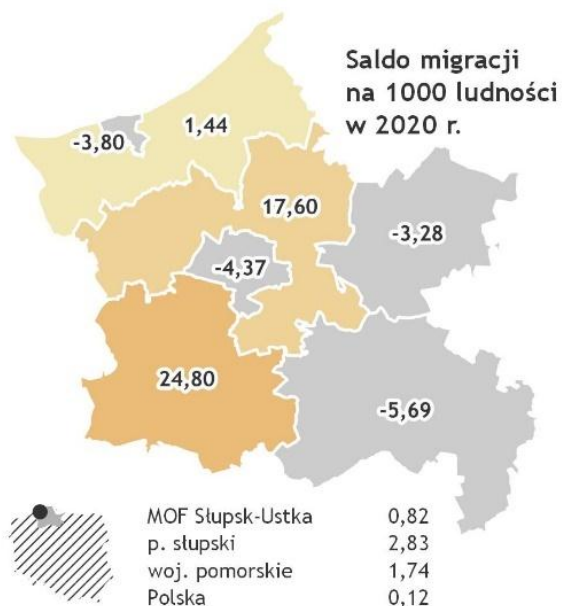 Saldo migracji
na 1000 ludności
w 2020 r.
1,44
-3,80
17,60
-3,28
-4,37
24,80
-5,69
MOF Słupsk-Ustka 0,82
p. słupski 2,83
woj. pomorskie 1,74
Polska 0,12